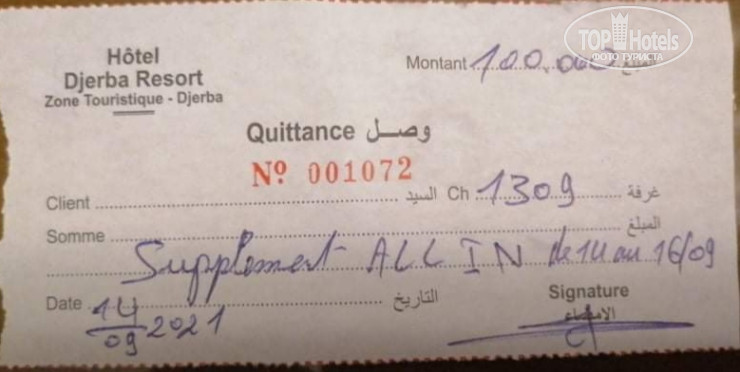 TOP Hotels
ФОТО ТУРИСТА
Hôtel
Djerba Resort
Zone Touristique - Djerba
Montant 100.000 المبلغ
Quittance وصل
Nº 001072
Client السيد Ch 1309 غرفة
Somme المبلغ
Supplement ALL IN de 14 au 16/09
Date 14/09 2021 التاريخ
Signature
الامضاء